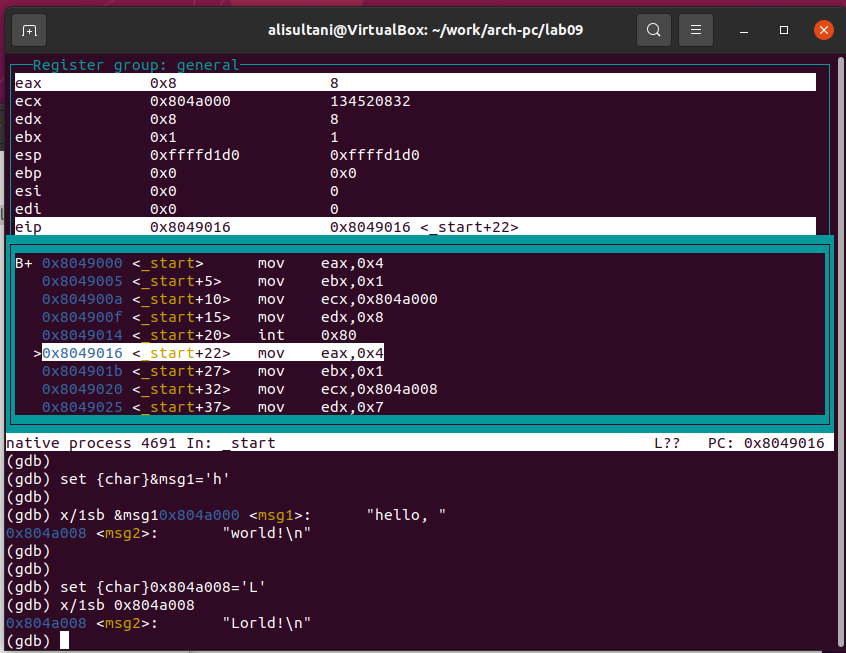 alisultani@VirtualBox: ~/work/arch-pc/lab09
Register group: general
eax 0x8 8
ecx 0x804a000 134520832
edx 0x8 8
ebx 0x1 1
esp 0xffffd1d0 0xffffd1d0
ebp 0x0 0x0
esi 0x0 0
edi 0x0 0
eip 0x8049016 0x8049016 <_start+22>
B+ 0x8049000 <_start> mov eax,0x4
0x8049005 <_start+5> mov ebx,0x1
0x804900a <_start+10> mov ecx,0x804a000
0x804900f <_start+15> mov edx,0x8
0x8049014 <_start+20> int 0x80
>0x8049016 <_start+22> mov eax,0x4
0x804901b <_start+27> mov ebx,0x1
0x8049020 <_start+32> mov ecx,0x804a008
0x8049025 <_start+37> mov edx,0x7
native process 4691 In: _start L?? PC: 0x8049016
(gdb)
(gdb) set {char}&msg1='h'
(gdb)
(gdb) x/1sb &msg10x804a000 <msg1>: "hello, "
0x804a008 <msg2>: "world!\n"
(gdb)
(gdb)
(gdb) set {char}0x804a008='L'
(gdb) x/1sb 0x804a008
0x804a008 <msg2>: "Lorld!\n"
(gdb)